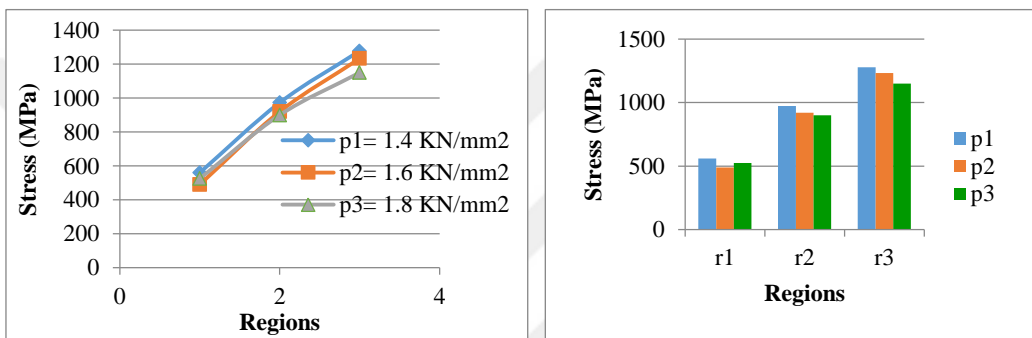 Stress (MPa)
1400
1200
1000
800
600
400
200
0
p1= 1.4 KN/mm2
p2= 1.6 KN/mm2
p3= 1.8 KN/mm2
0 2 4
Regions
Stress (MPa)
1500
1000
500
0
r1 r2 r3
Regions
p1
p2
p3